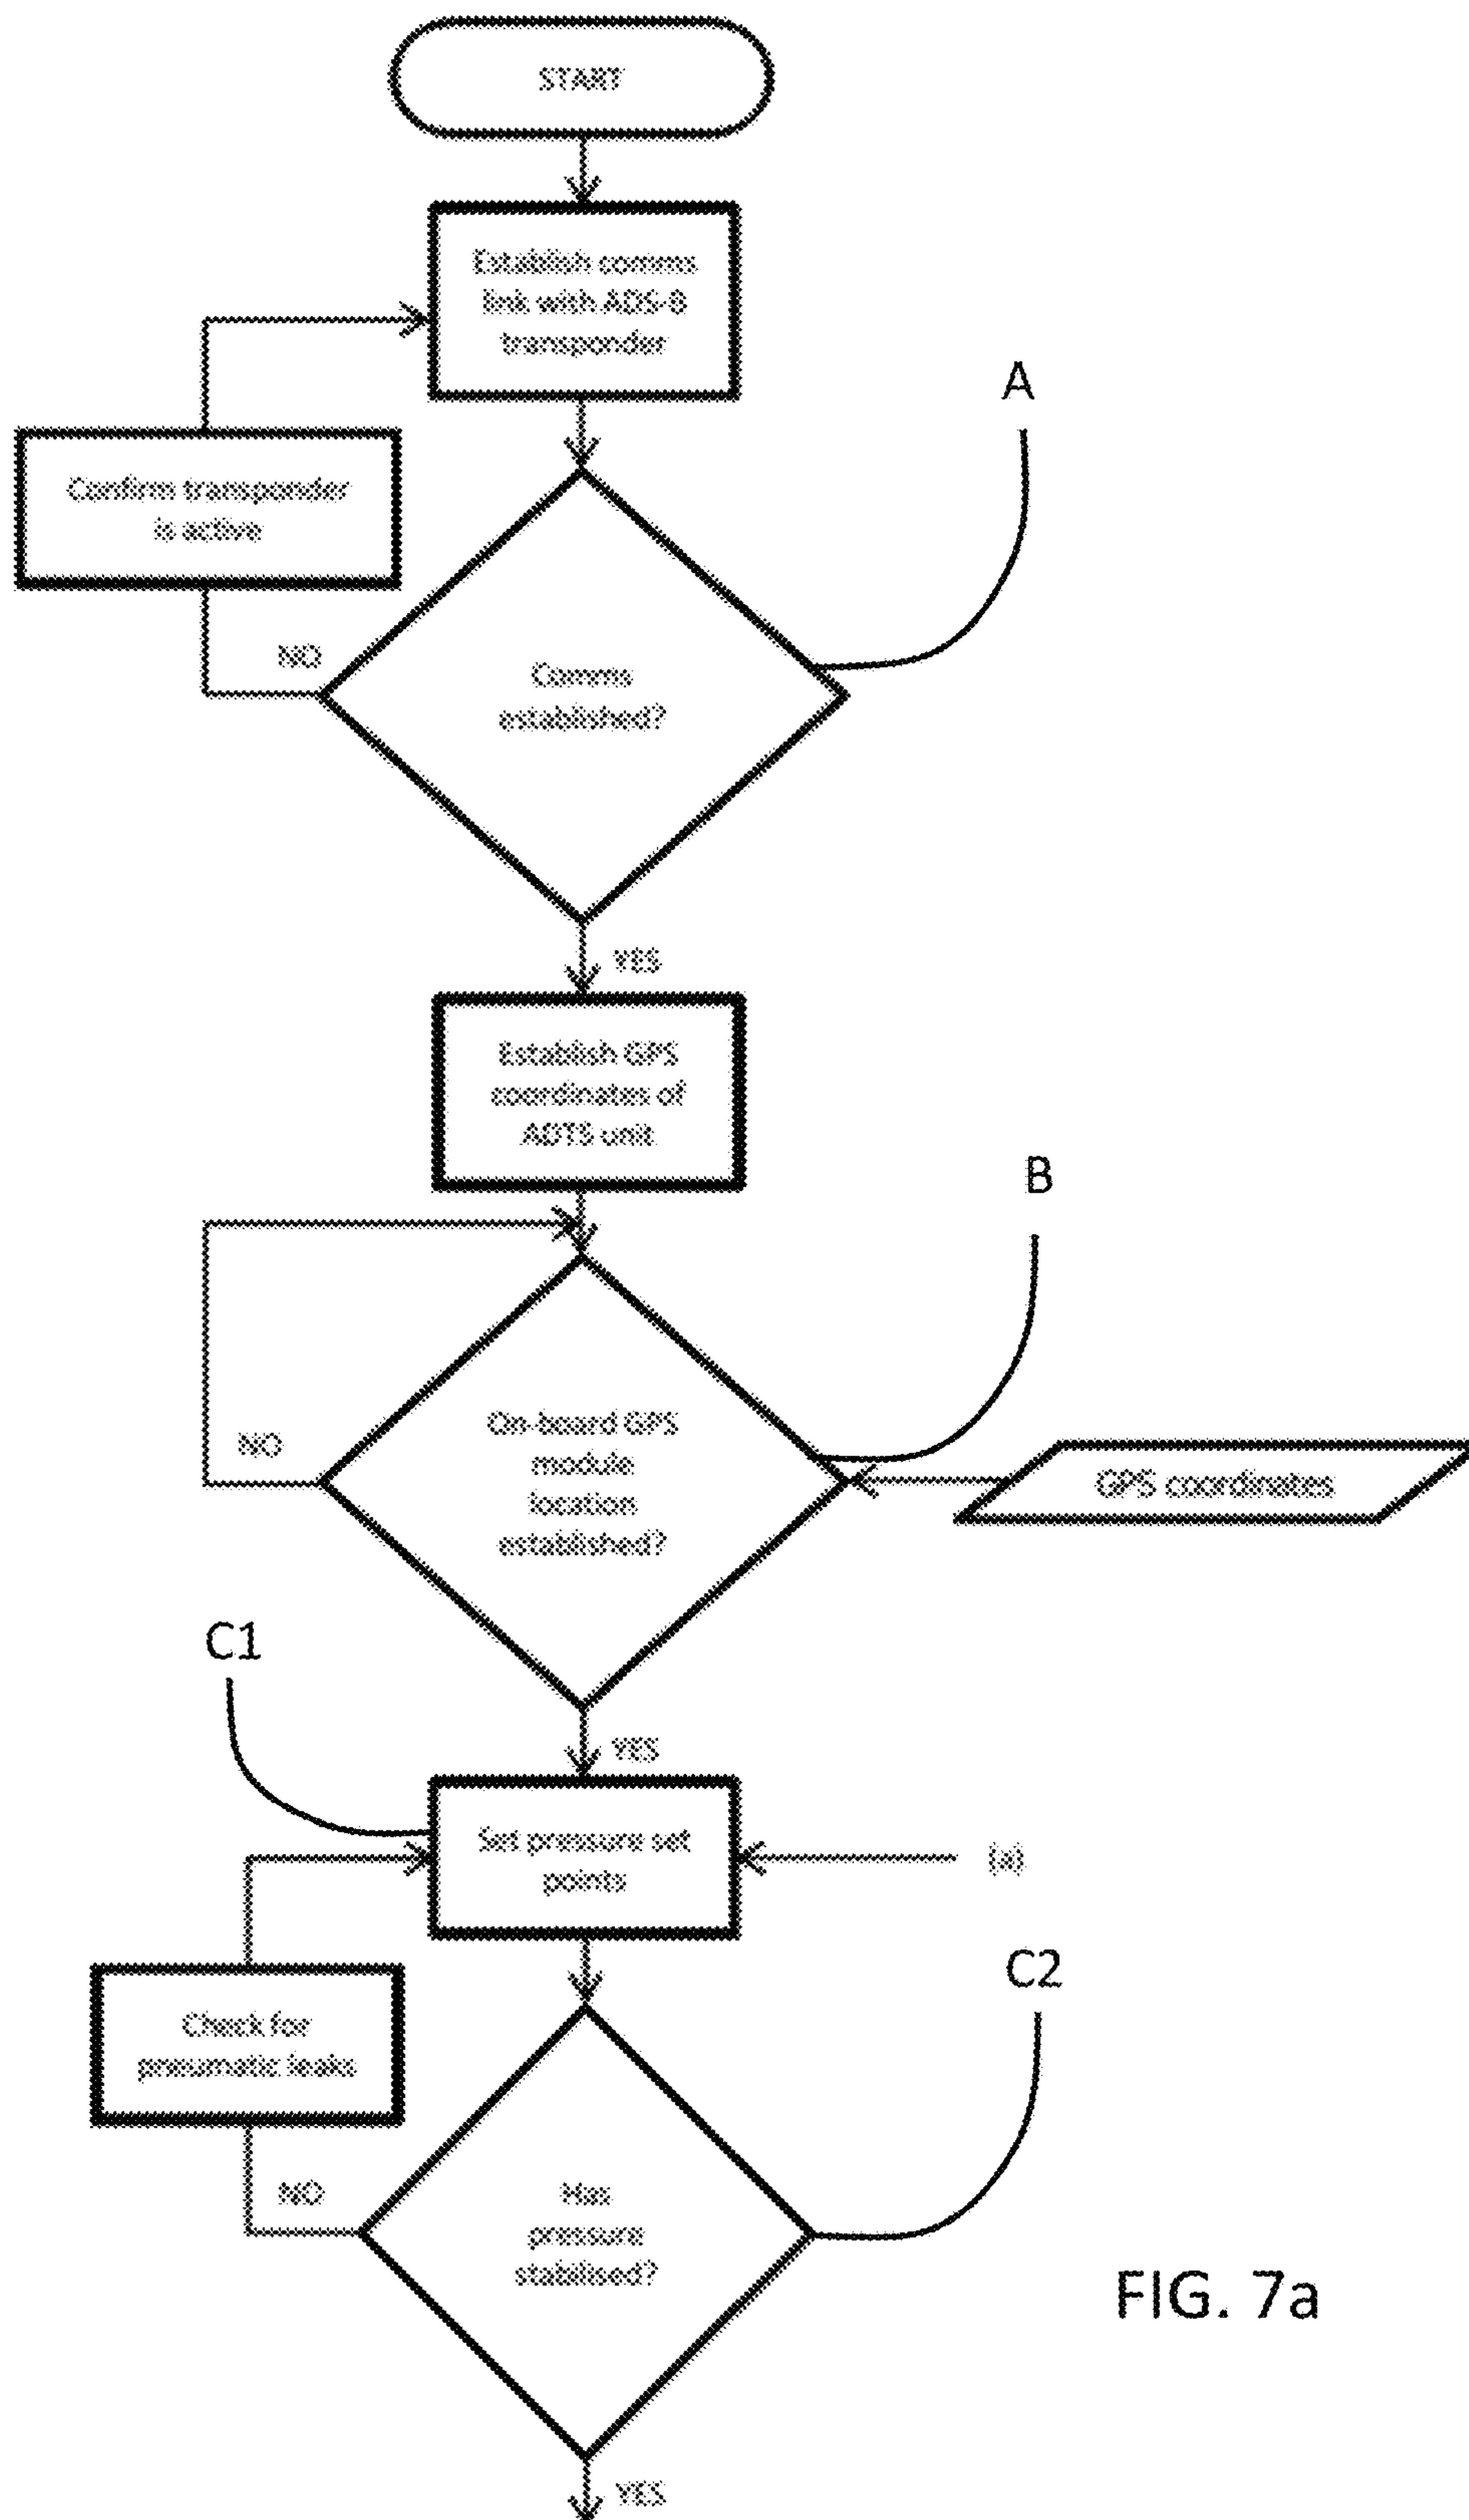 START
Establish comms
link with ADS-B
transponder
A
Confirm transponder
is active
NO
Comms
established?
YES
Establish GPS
coordinates of
ADTS unit
B
On-board GPS
module
location
established?
NO
GPS coordinates
C1
YES
Set pressure set
points
(a)
C2
Check for
pneumatic leaks
NO
Has
pressure
stabilised?
FIG. 7a
YES